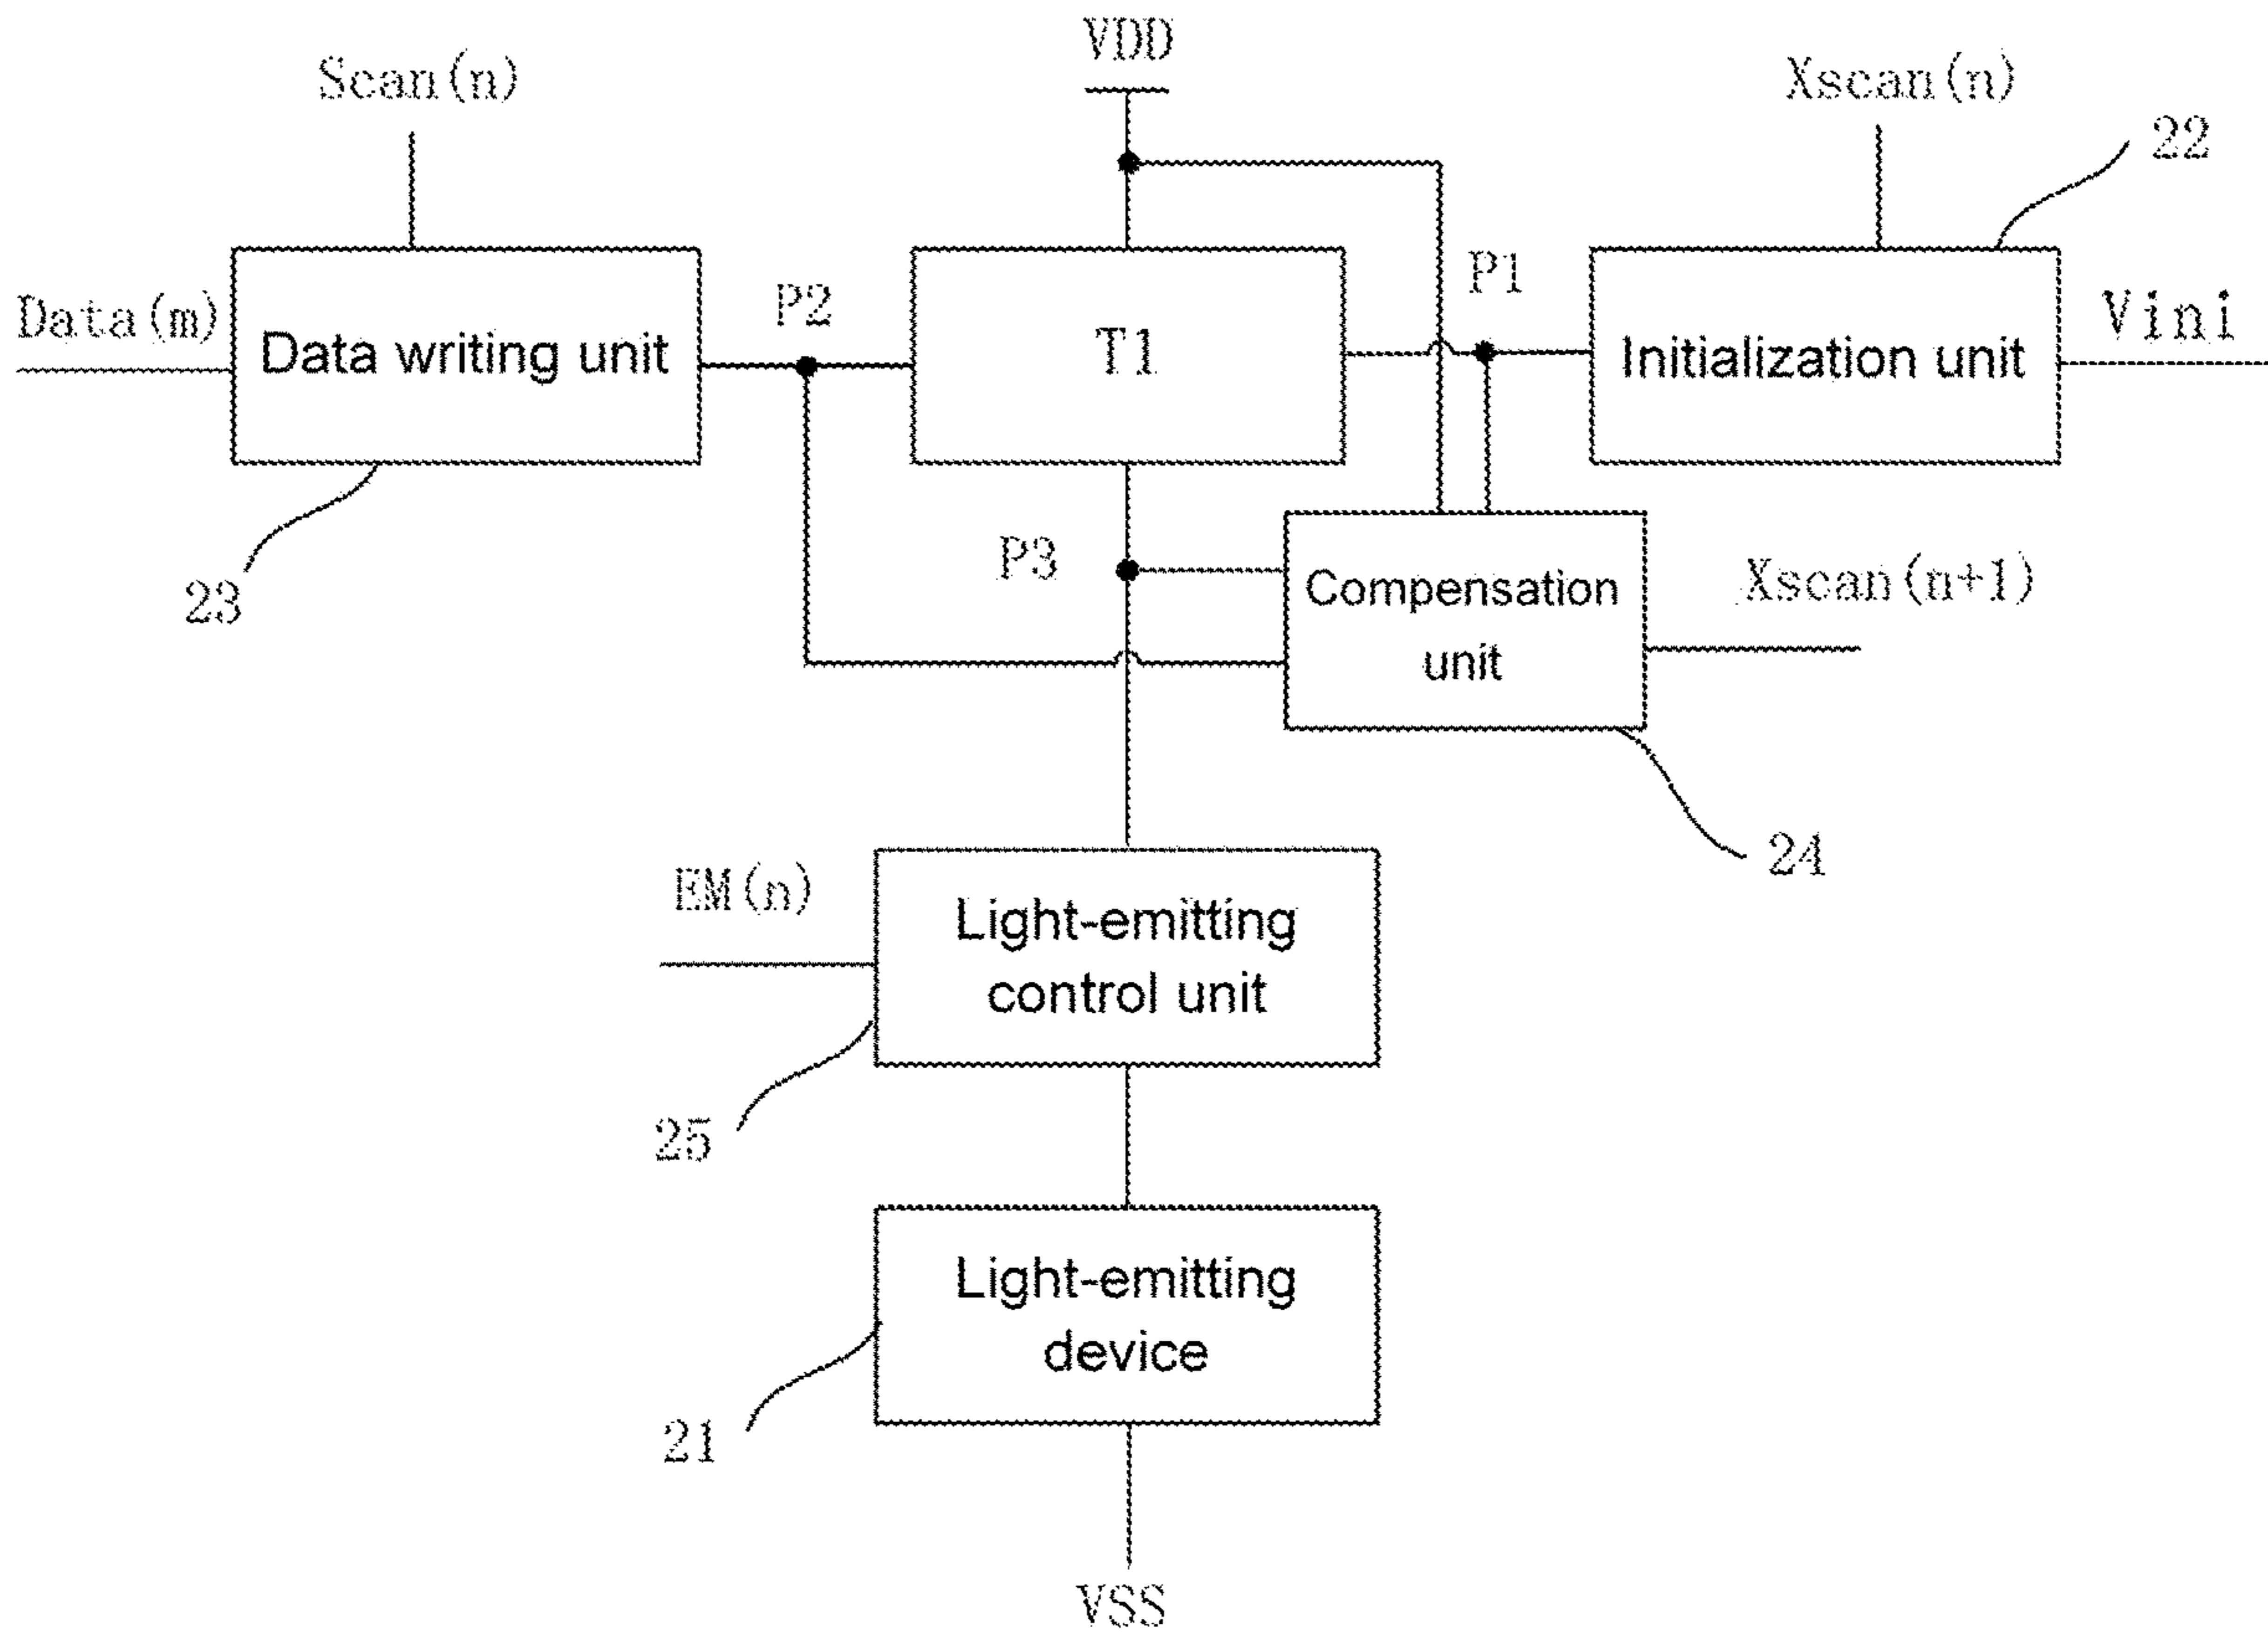 VDD
Scan(n)
Xscan(n)
22
Data(m)
Data writing unit
P2
T1
P1
Initialization unit
Vini
23
P3
Compensation
unit
Xscan(n+1)
24
EM(n)
Light-emitting
control unit
25
Light-emitting
device
21
VSS